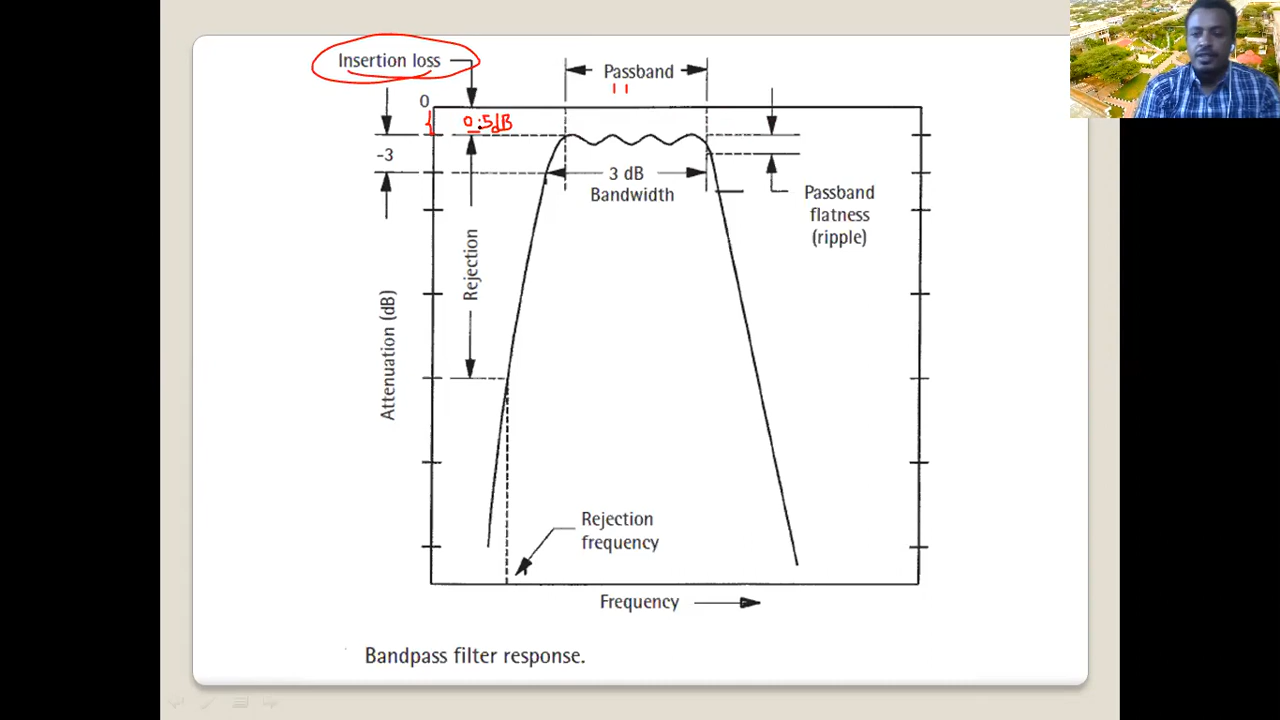 Insertion loss
Passband
0
0.5dB
-3
3 dB
Bandwidth
Passband
flatness
(ripple)
Rejection
Attenuation (dB)
Rejection
frequency
Frequency
Bandpass filter response.